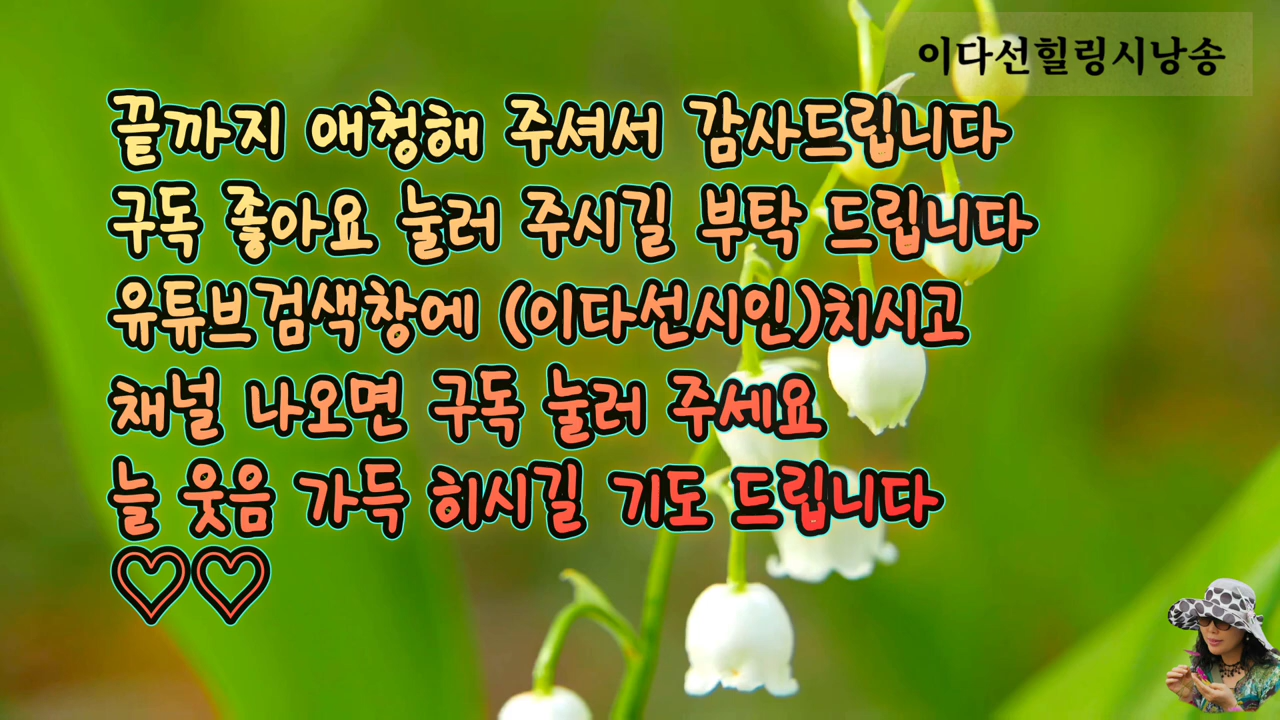 이다선힐링시낭송
끝까지 애청해 주셔서 감사드립니다
구독 좋아요 눌러 주시길 부탁 드립니다
유튜브검색창에 (이다선시인)치시고
채널 나오면 구독 눌러 주세요
늘 웃음 가득 히시길 기도 드립니다
♡♡